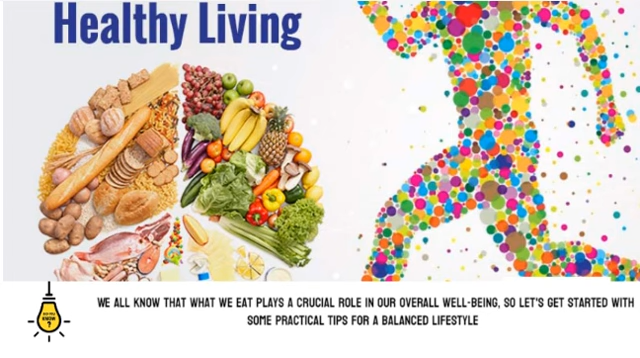 Healthy Living
WE ALL KNOW THAT WHAT WE EAT PLAYS A CRUCIAL ROLE IN OUR OVERALL WELL-BEING, SO LET'S GET STARTED WITH
SOME PRACTICAL TIPS FOR A BALANCED LIFESTYLE
KNOW
?